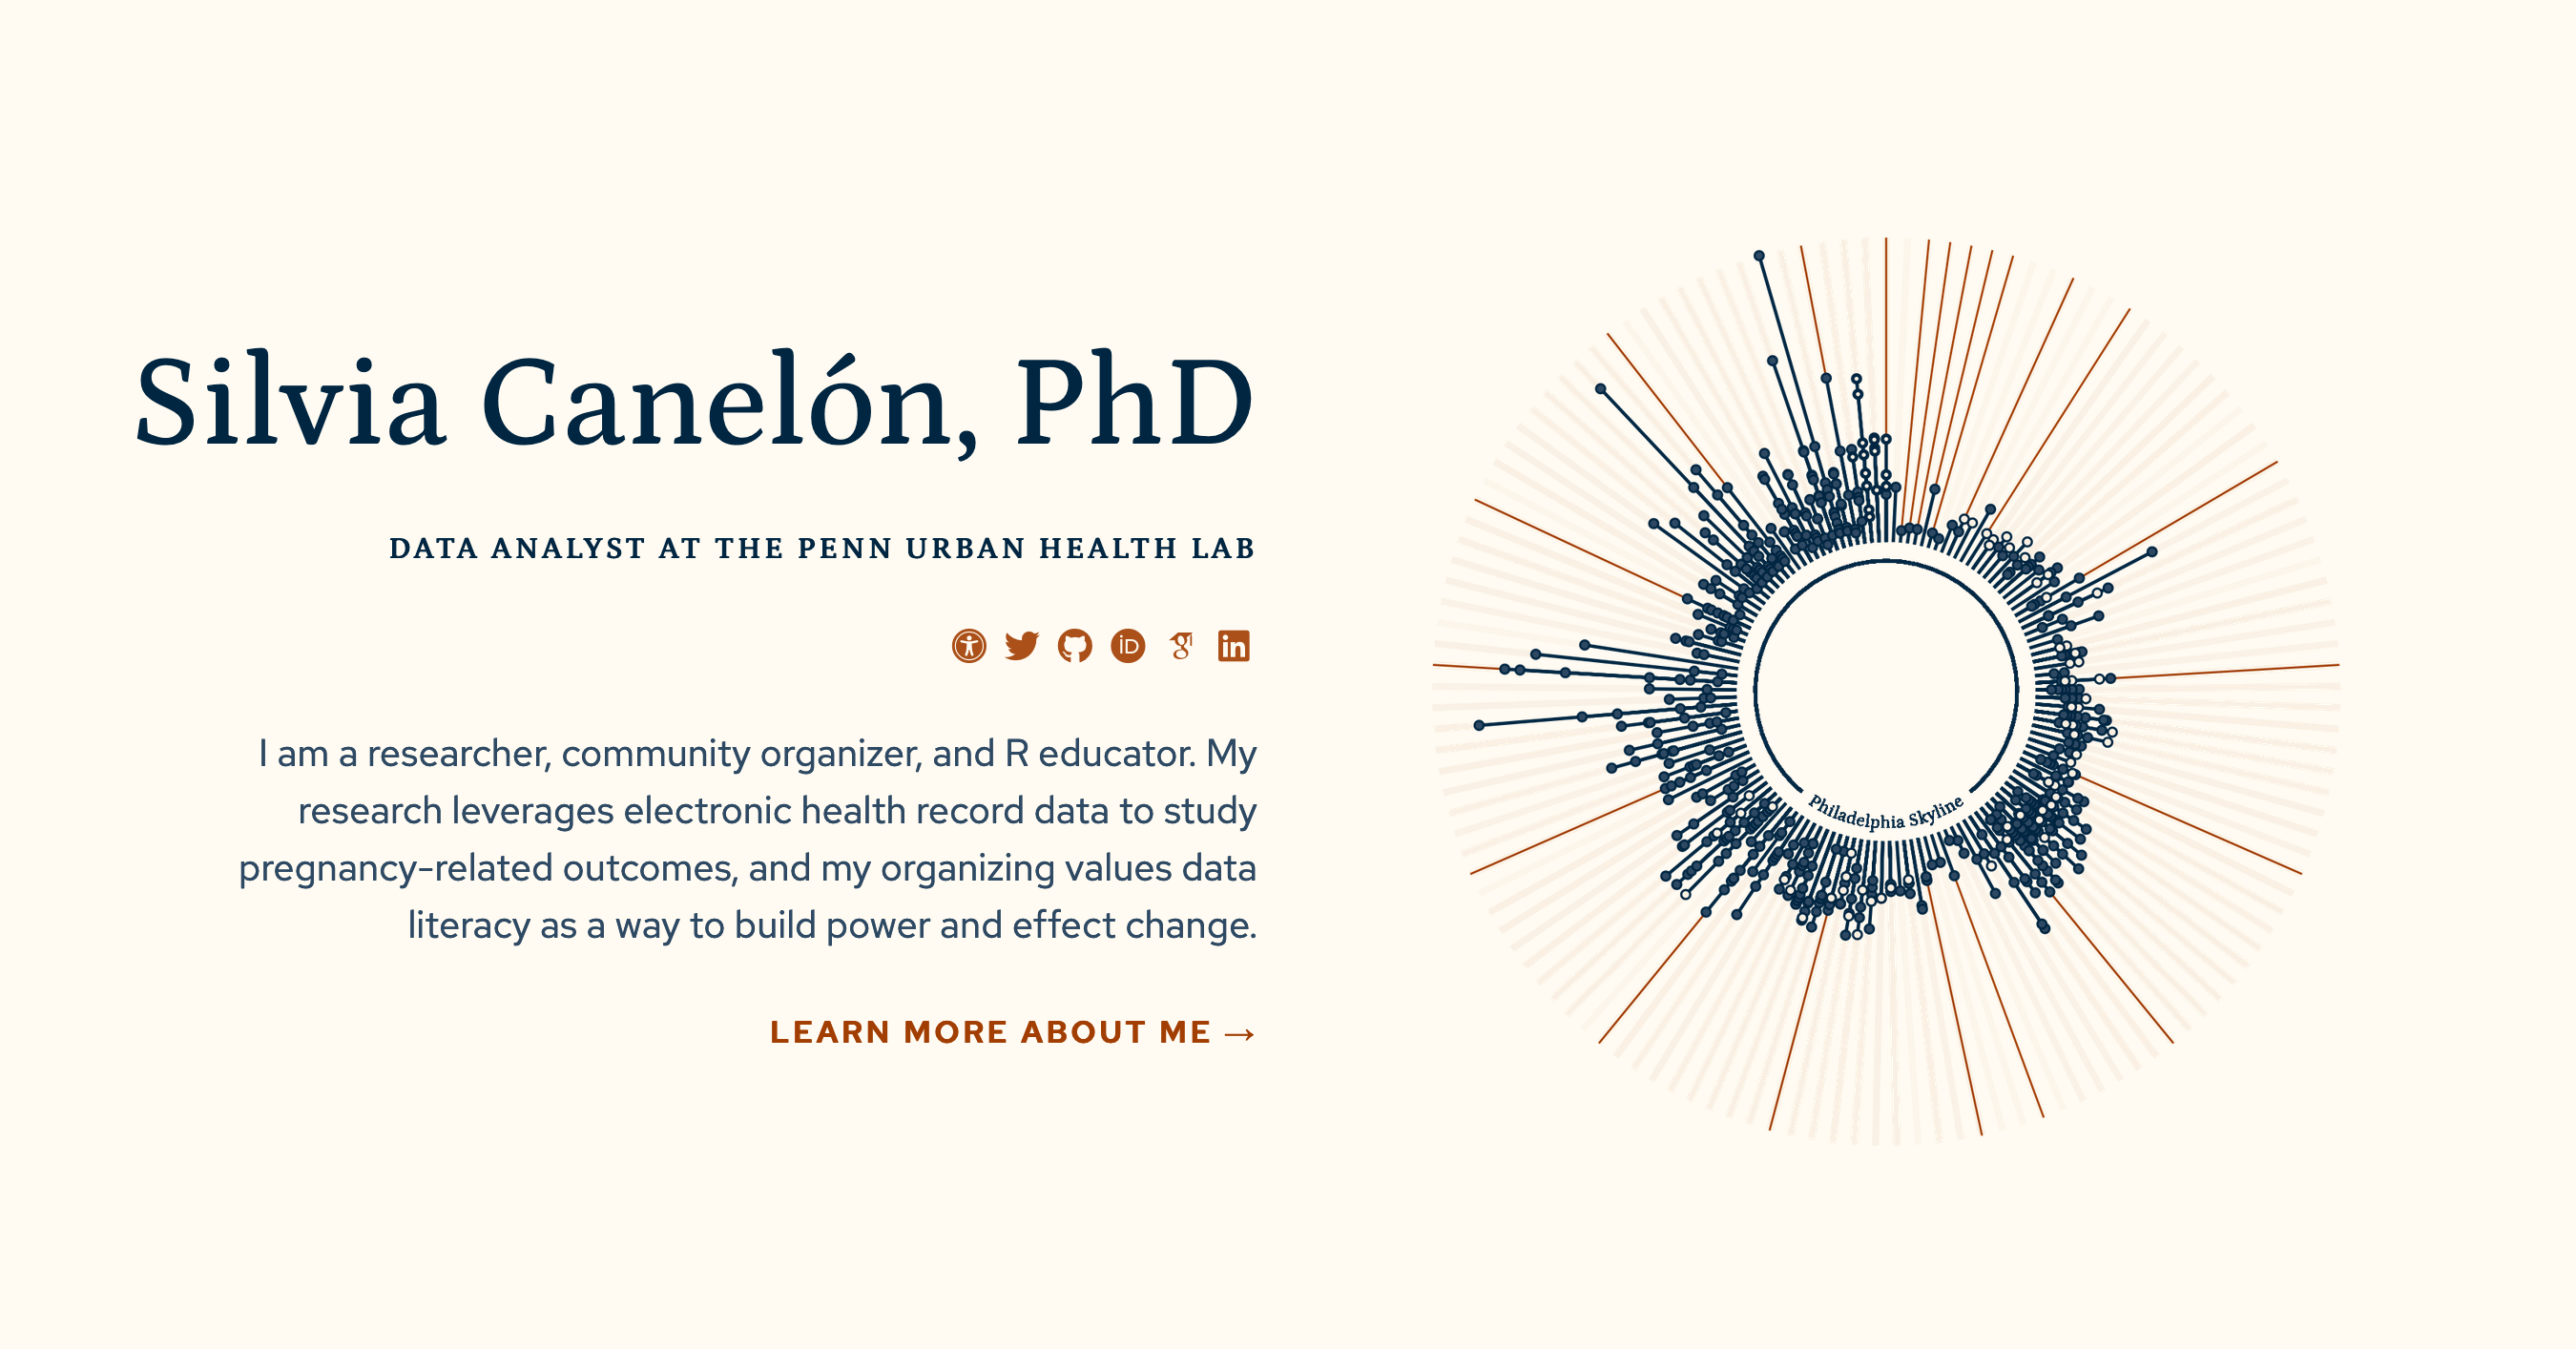 Silvia Canelón, PhD
DATA ANALYST AT THE PENN URBAN HEALTH LAB
iD
g
in
I am a researcher, community organizer, and R educator. My
research leverages electronic health record data to study
pregnancy-related outcomes, and my organizing values data
literacy as a way to build power and effect change.
LEARN MORE ABOUT ME →
Philadelphia Skyline